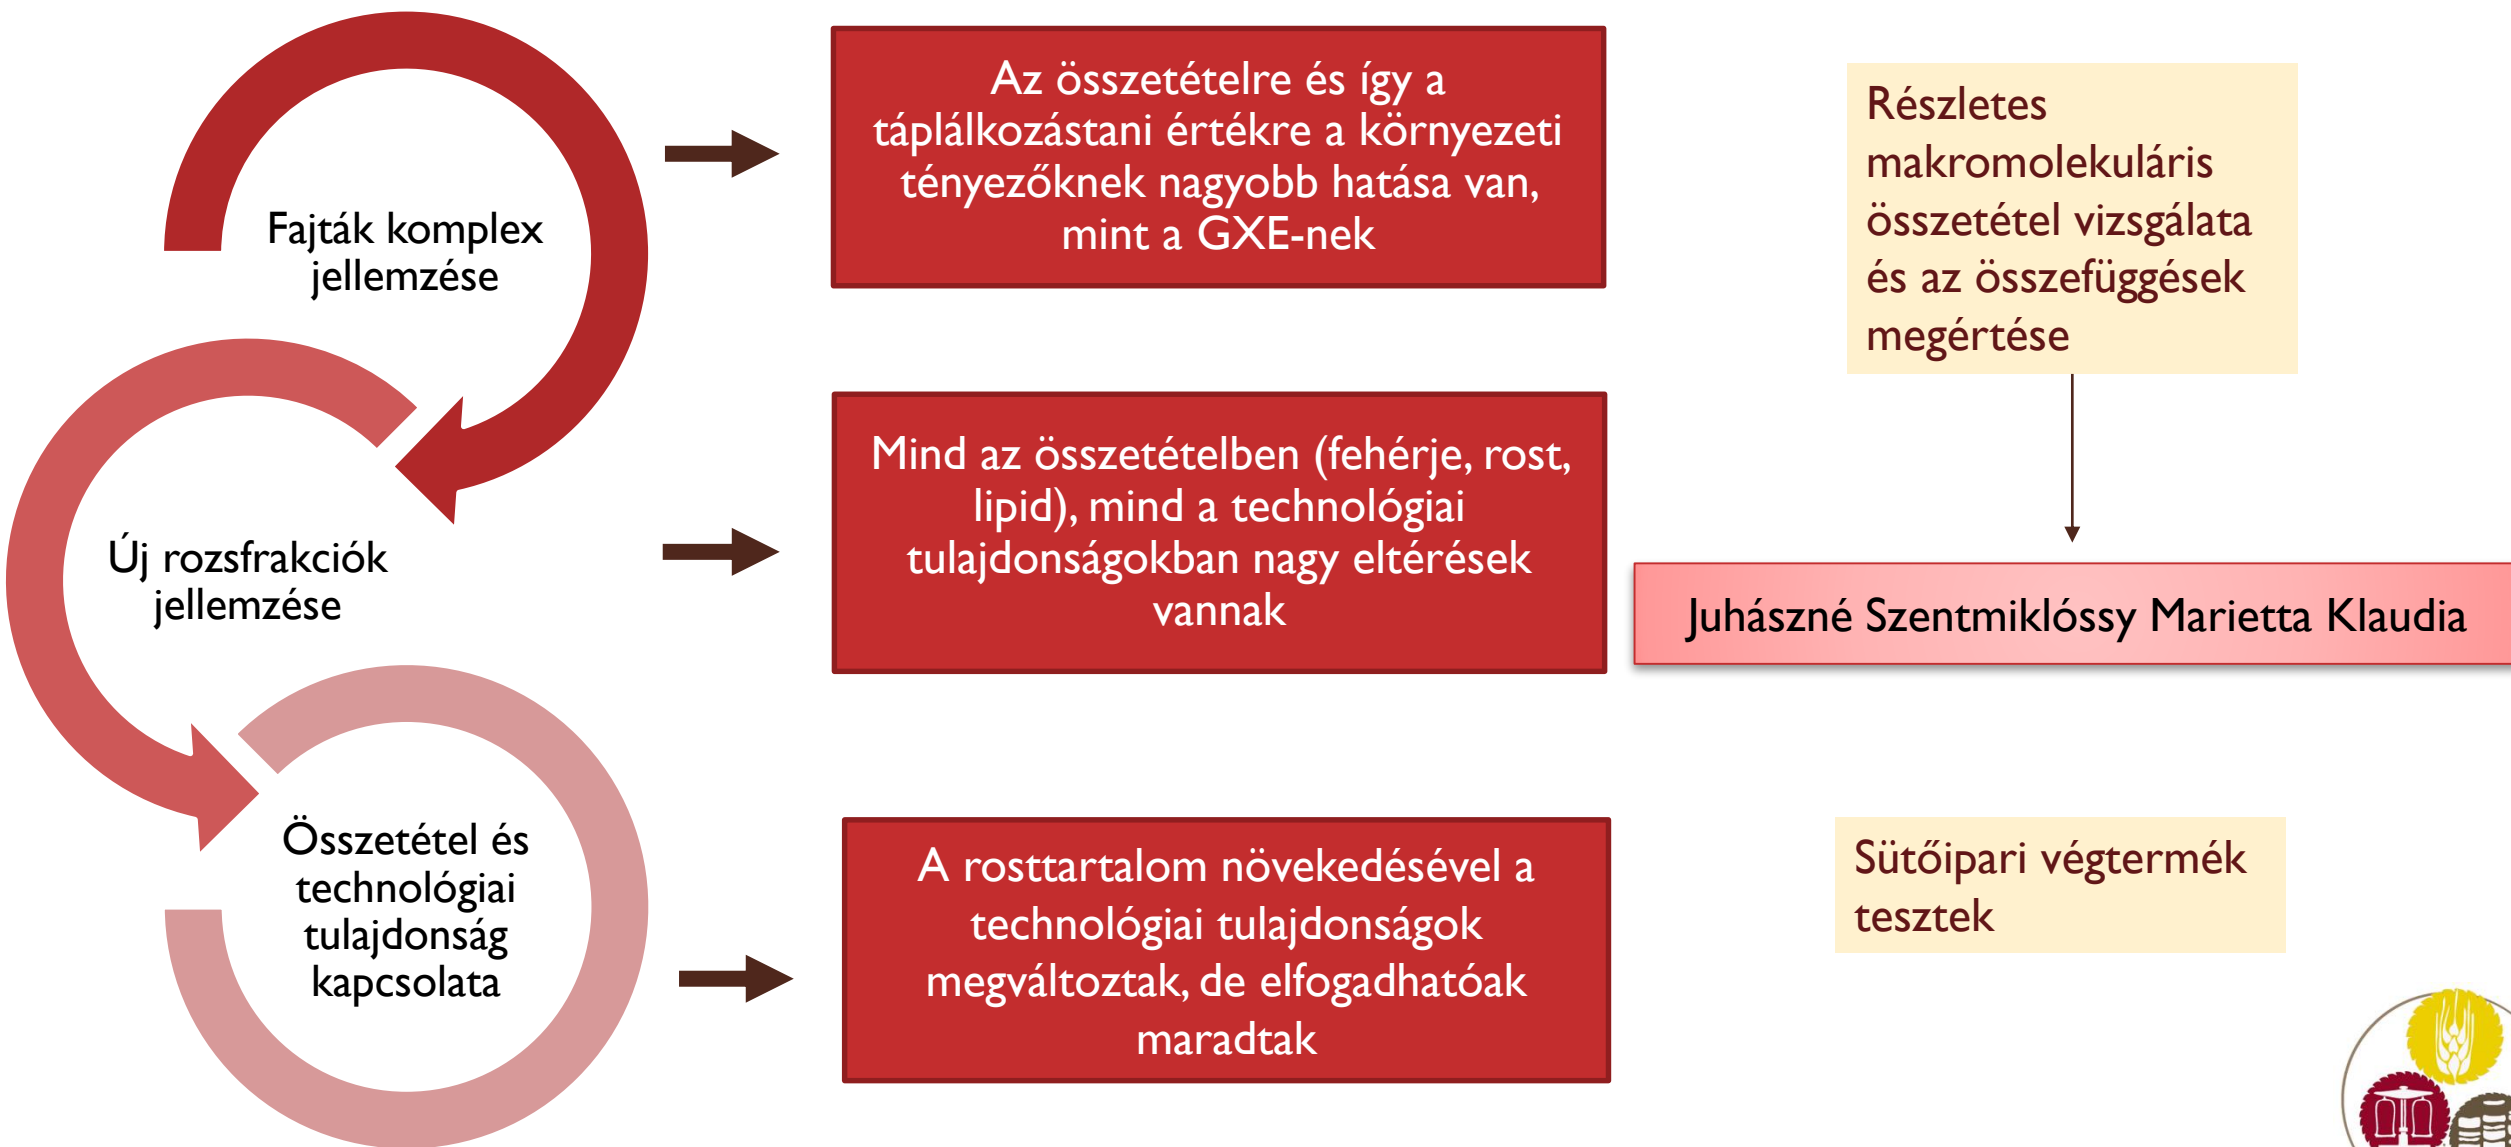 Fajták komplex
jellemzése
Az összetételre és így a
táplálkozástani értékre a környezeti
tényezőknek nagyobb hatása van,
mint a GXE-nek
Részletes
makromolekuláris
összetétel vizsgálata
és az összefüggések
megértése
Új rozsfrakciók
jellemzése
Mind az összetételben (fehérje, rost,
lipid), mind a technológiai
tulajdonságokban nagy eltérések
vannak
Juhászné Szentmiklóssy Marietta Klaudia
Összetétel és
technológiai
tulajdonság
kapcsolata
A rosttartalom növekedésével a
technológiai tulajdonságok
megváltoztak, de elfogadhatóak
maradtak
Sütőipari végtermék
tesztek